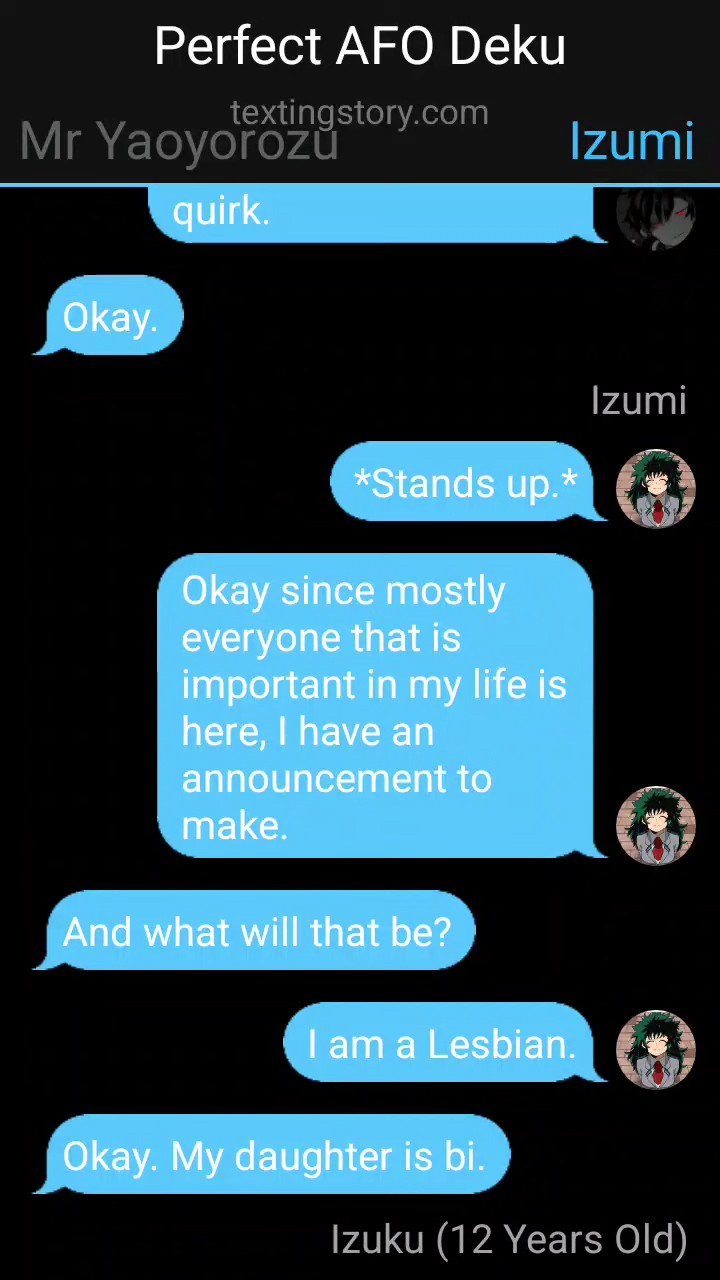 Perfect AFO Deku
textingstory.com
Mr Yaoyorozu
Izumi
quirk.
Okay.
Izumi
*Stands up.*
Okay since mostly
everyone that is
important in my life is
here, I have an
announcement to
make.
And what will that be?
I am a Lesbian.
Okay. My daughter is bi.
Izuku (12 Years Old)